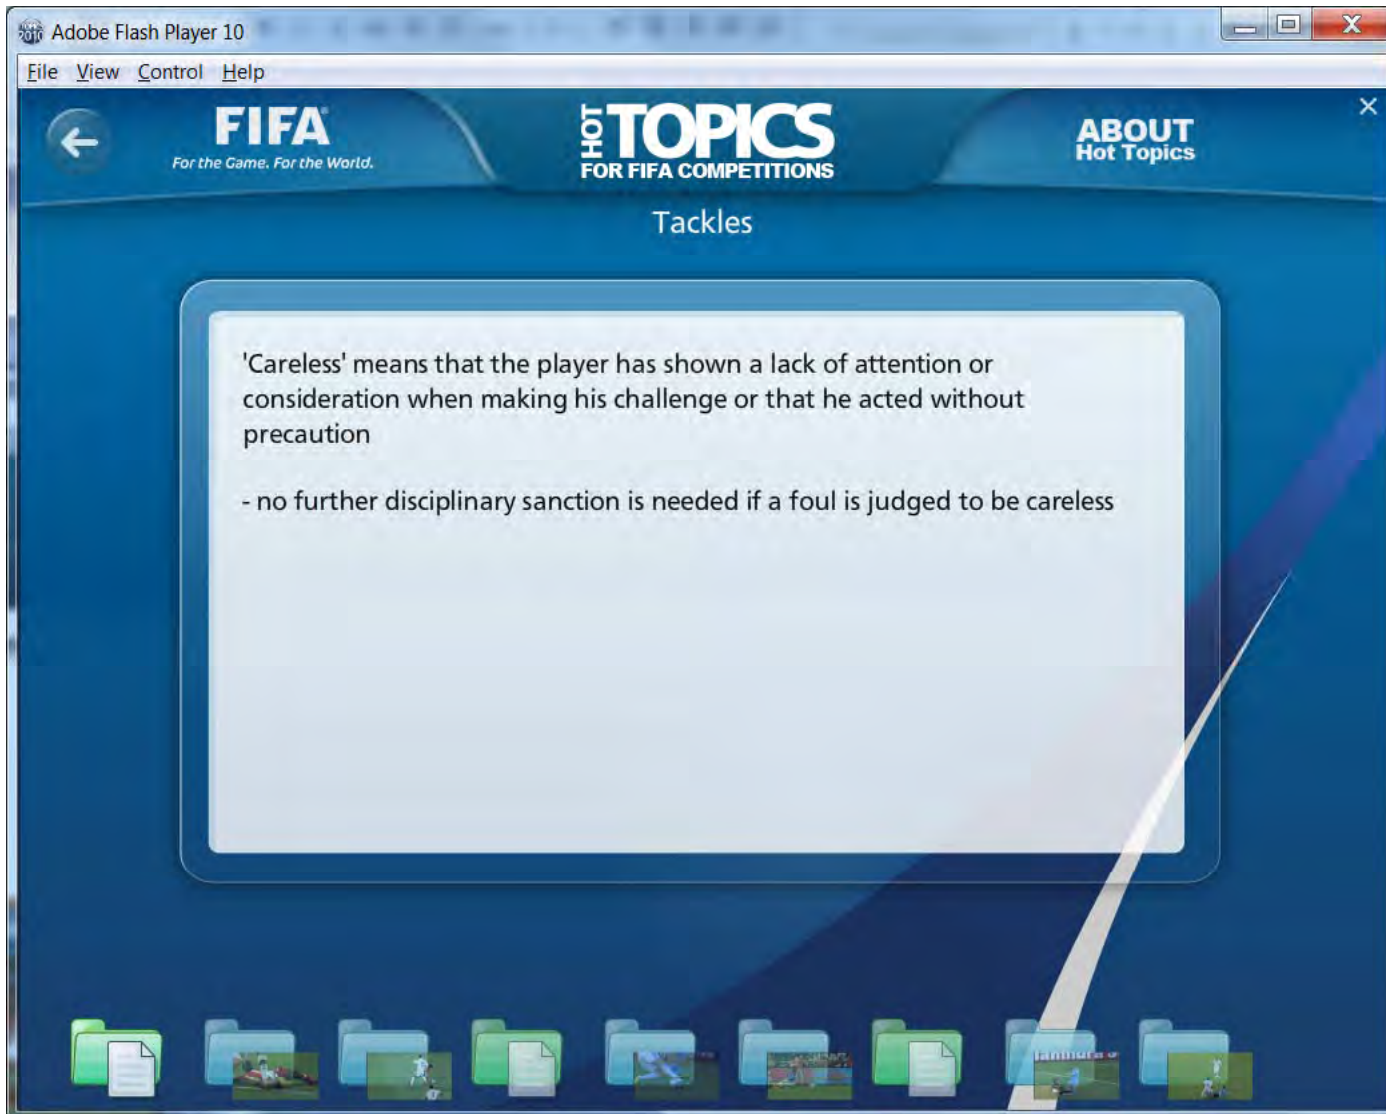 Adobe Flash Player 10
File View Control Help
FIFA
For the Game. For the World.
HOT TOPICS
FOR FIFA COMPETITIONS
ABOUT
Hot Topics
Tackles
'Careless' means that the player has shown a lack of attention or
consideration when making his challenge or that he acted without
precaution
- no further disciplinary sanction is needed if a foul is judged to be careless